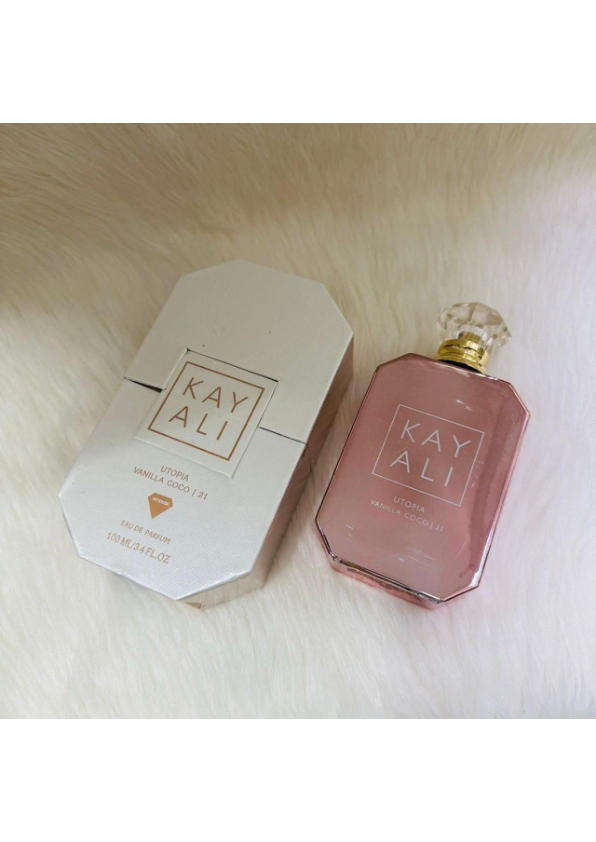 KAY
ALI
UTOPIA
VANILLA COCO | 21
INTENSE
EAU DE PARFUM
100 ML/3.4 FL.OZ
KAY
ALI
UTOPIA
VANILLA COCO | 21